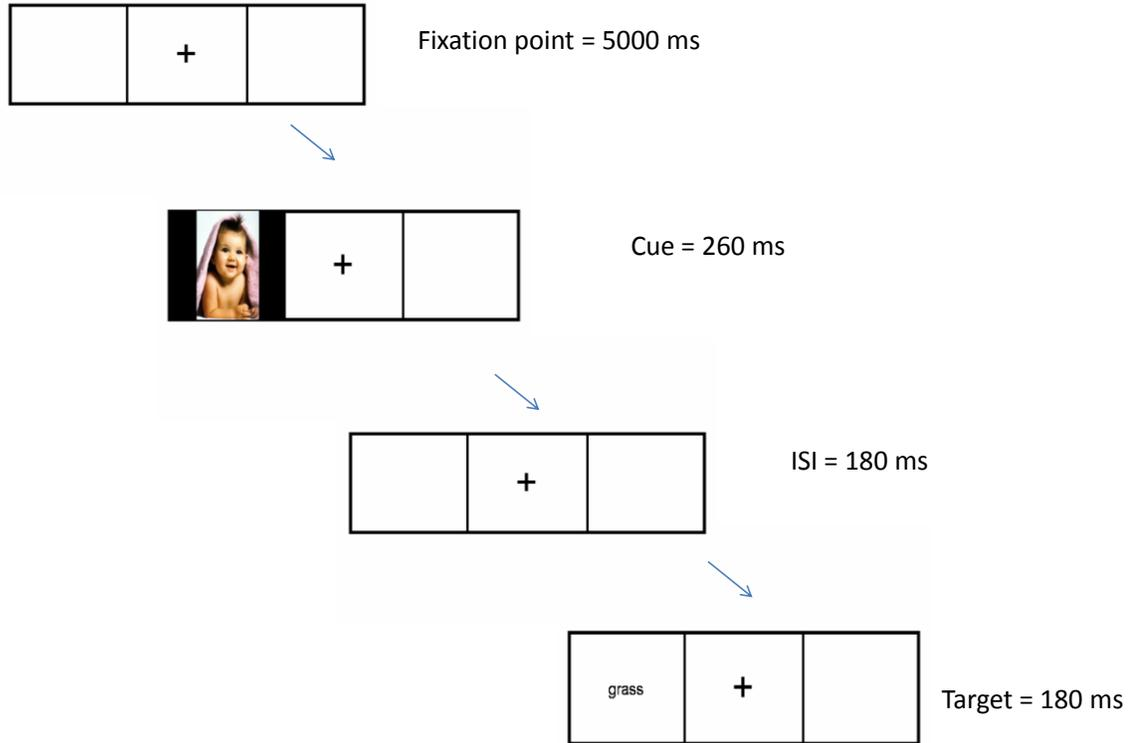 +
Fixation point = 5000 ms
+
Cue = 260 ms
+
ISI = 180 ms
grass
+
Target = 180 ms